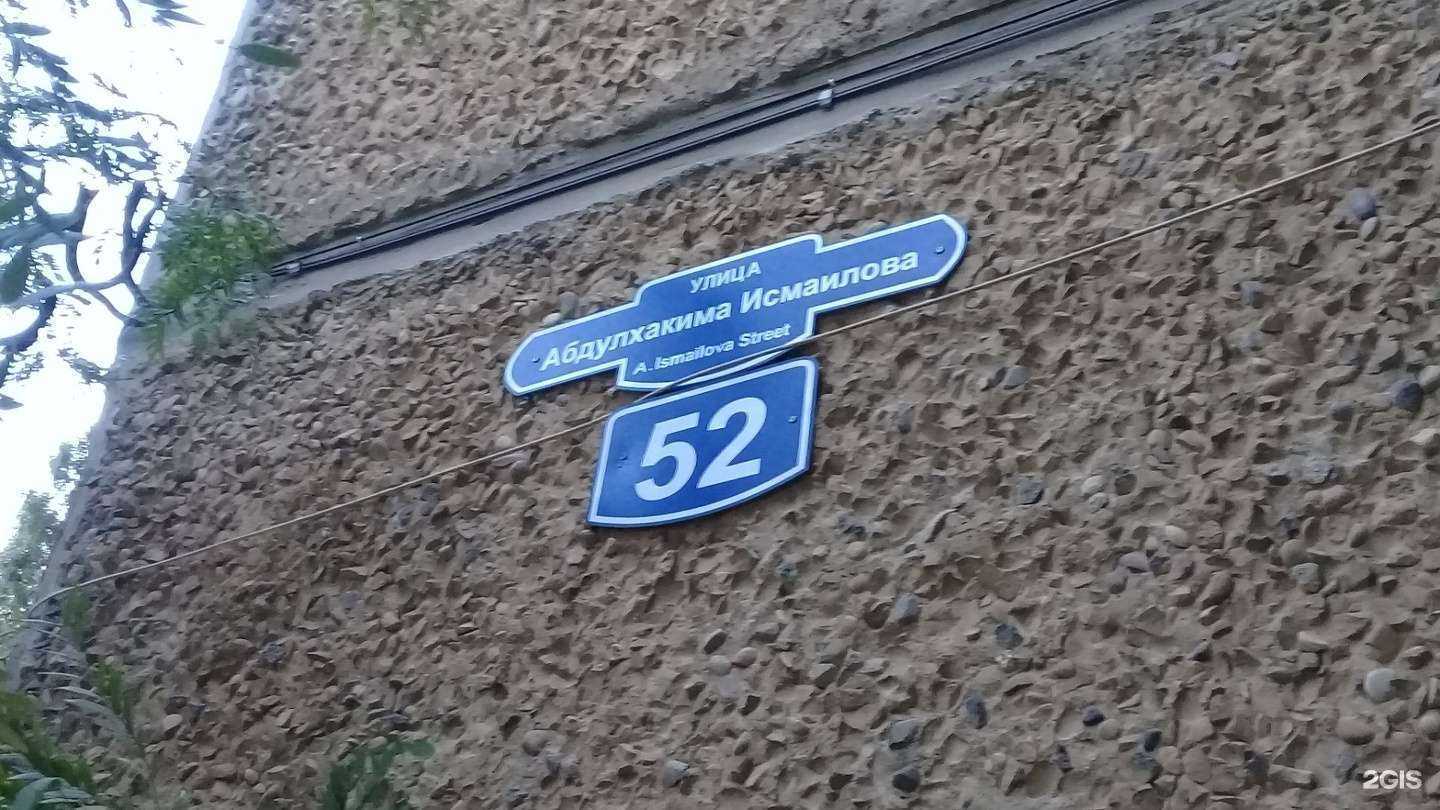 УЛИЦА
Абдулхакима Исмаилова
A. Ismailova Street
52
2GIS